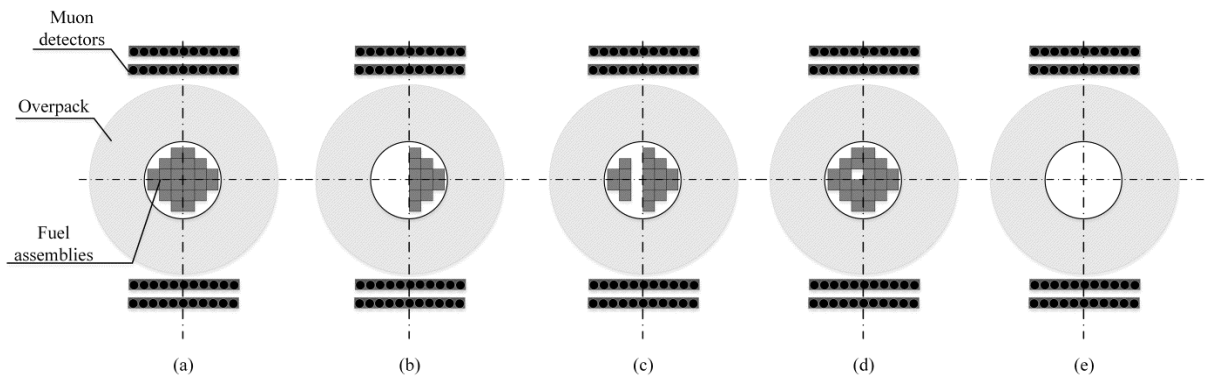 Muon
detectors
Overpack
Fuel
assemblies
(a)
(b)
(c)
(d)
(e)